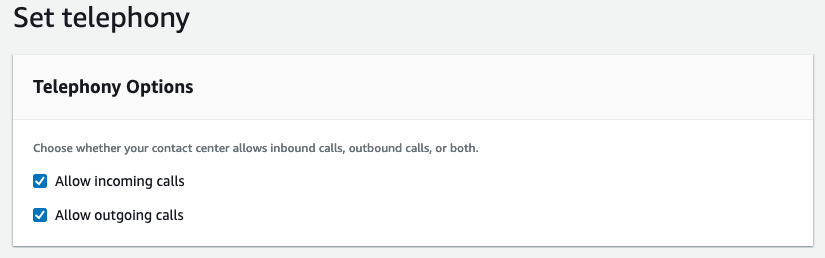 Set telephony
Telephony Options
Choose whether your contact center allows inbound calls, outbound calls, or both.
Allow incoming calls
Allow outgoing calls